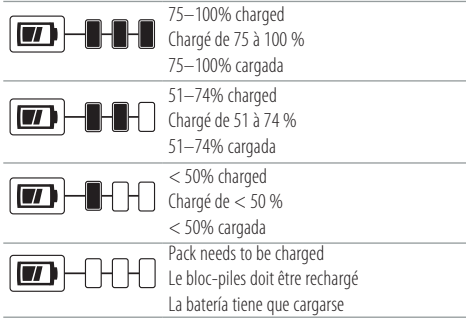 75–100% charged
Chargé de 75 à 100 %
75–100% cargada
51–74% charged
Chargé de 51 à 74 %
51–74% cargada
< 50% charged
Chargé de < 50 %
< 50% cargada
Pack needs to be charged
Le bloc-piles doit être rechargé
La batería tiene que cargarse